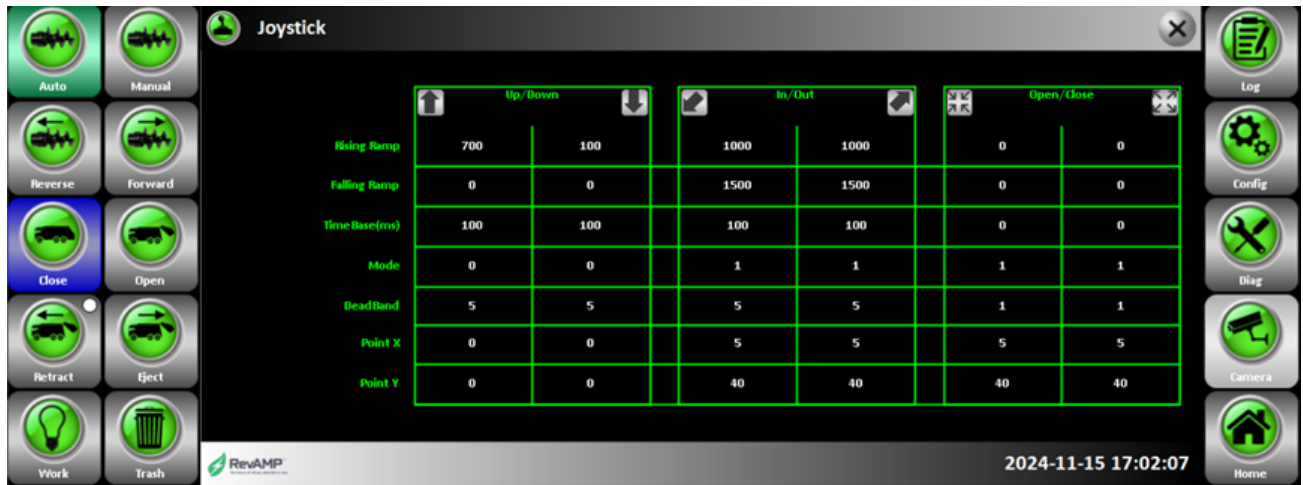 Joystick
Auto Manual
Log
Up/Down In/Out Open/Close
Rising Ramp 700 100 1000 1000 0 0
Reverse Forward
Falling Ramp 0 0 1500 1500 0 0
Config
Time Base(ms) 100 100 100 100 0 0
Mode 0 0 1 1 1 1
Close Open
Diag
DeadBand 5 5 5 5 1 1
Point X 0 0 5 5 5 5
Retract Eject
Camera
Point Y 0 0 40 40 40 40
RevAMP
2024-11-15 17:02:07
Work Trash
Home